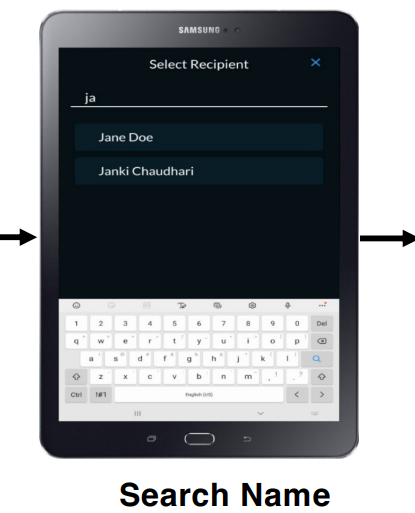 SAMSUNG
Select Recipient ✕
ja
Jane Doe
Janki Chaudhari
1 2 3 4 5 6 7 8 9 0 Del
q w e r t y u i o p
a s d f g h j k l
z x c v b n m , ! . ?
Ctrl !#1 English (US) < >
Search Name